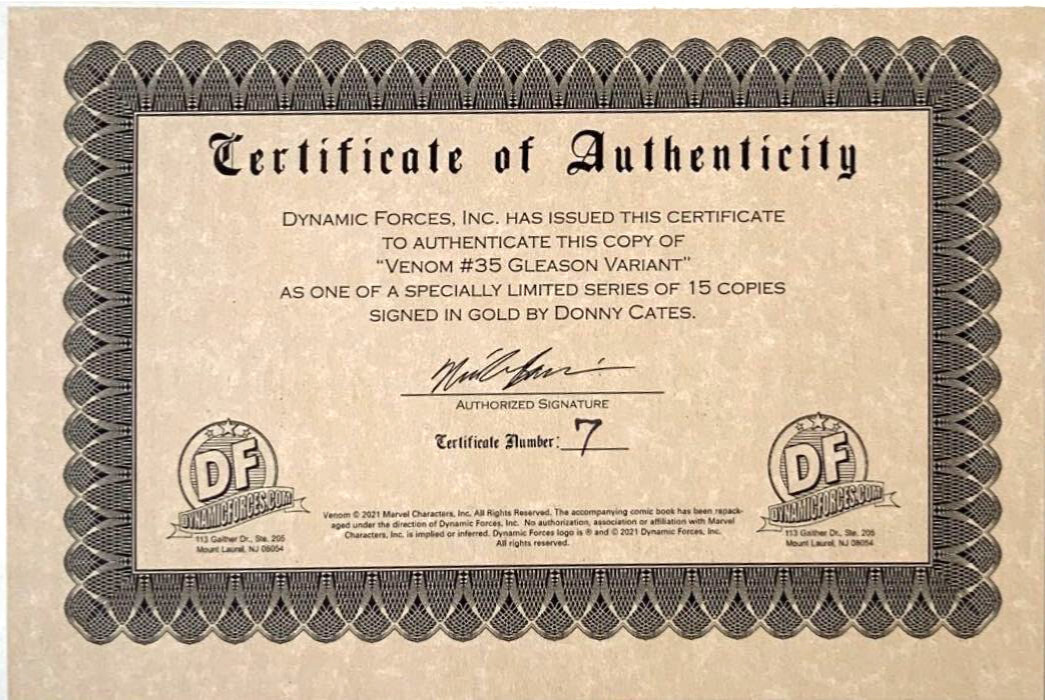 Certificate of Authenticity
DYNAMIC FORCES, INC. HAS ISSUED THIS CERTIFICATE
TO AUTHENTICATE THIS COPY OF
“VENOM #35 GLEASON VARIANT”
AS ONE OF A SPECIALLY LIMITED SERIES OF 15 COPIES
SIGNED IN GOLD BY DONNY CATES.
AUTHORIZED SIGNATURE
Certificate Number: 7
DF
DYNAMICFORCES.COM
113 Gaither Dr., Ste. 205
Mount Laurel, NJ 08054
Venom © 2021 Marvel Characters, Inc. All Rights Reserved. The accompanying comic book has been repack-
aged under the direction of Dynamic Forces, Inc. No authorization, association or affiliation with Marvel
Characters, Inc. is implied or inferred. Dynamic Forces logo is ® and © 2021 Dynamic Forces, Inc.
All rights reserved.
DF
DYNAMICFORCES.COM
113 Gaither Dr., Ste. 205
Mount Laurel, NJ 08054